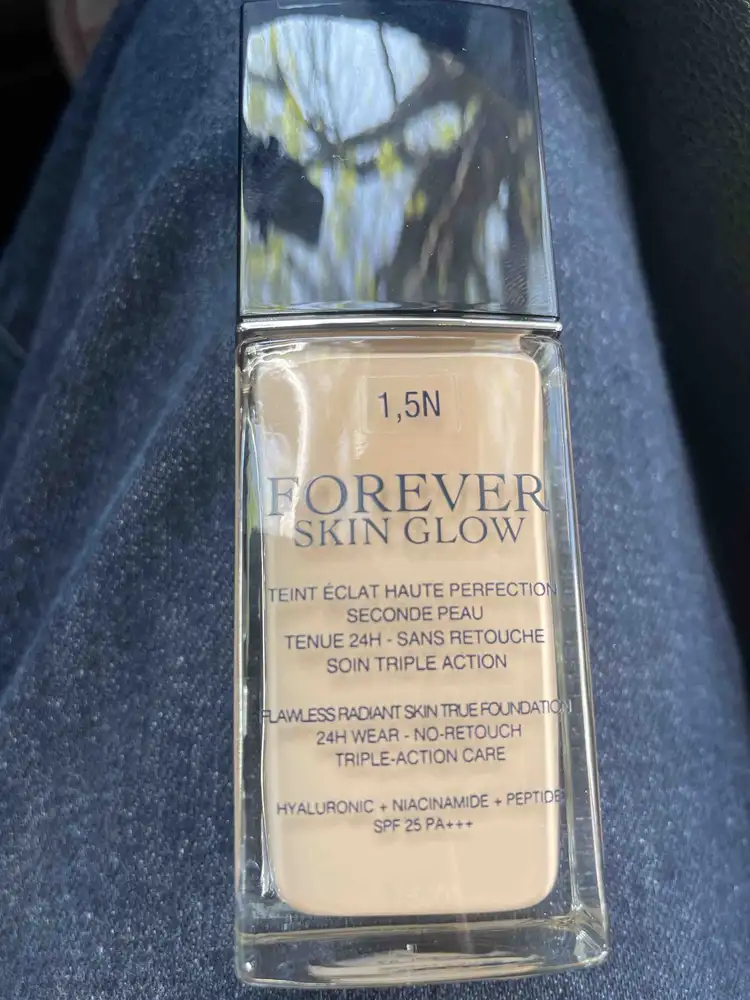 1,5N
FOREVER
SKIN GLOW
TEINT ÉCLAT HAUTE PERFECTION
SECONDE PEAU
TENUE 24H - SANS RETOUCHE
SOIN TRIPLE ACTION
FLAWLESS RADIANT SKIN TRUE FOUNDATION
24H WEAR - NO-RETOUCH
TRIPLE-ACTION CARE
HYALURONIC + NIACINAMIDE + PEPTIDE
SPF 25 PA+++